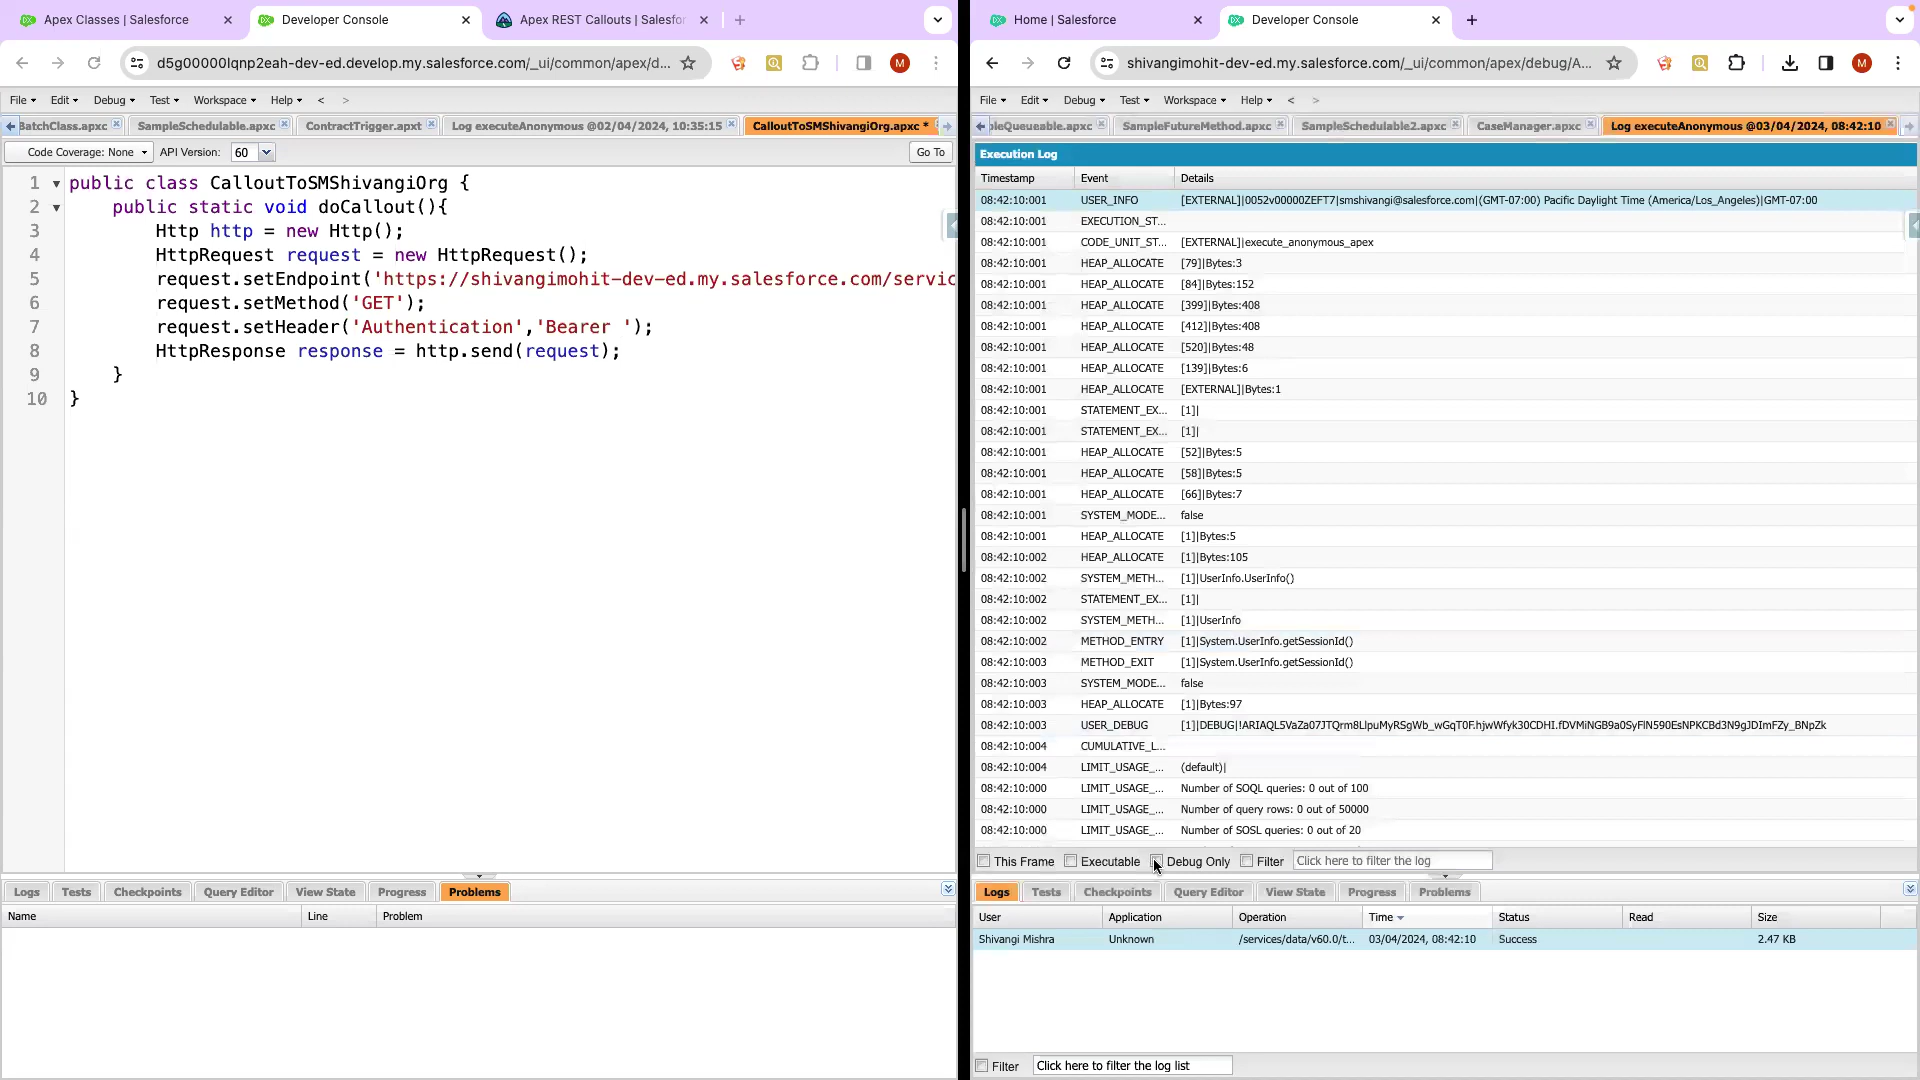 Apex Classes | Salesforce
Developer Console
Apex REST Callouts | Salesfor
d5g00000lqnp2eah-dev-ed.develop.my.salesforce.com/_ui/common/apex/d...
M
File Edit Debug Test Workspace Help < >
BatchClass.apxc SampleSchedulable.apxc ContractTrigger.apxt Log executeAnonymous @02/04/2024, 10:35:15 CalloutToSMShivangiOrg.apxc *
Code Coverage: None API Version: 60 Go To
1 public class CalloutToSMShivangiOrg {
2 public static void doCallout(){
3 Http http = new Http();
4 HttpRequest request = new HttpRequest();
5 request.setEndpoint('https://shivangimohit-dev-ed.my.salesforce.com/servic
6 request.setMethod('GET');
7 request.setHeader('Authentication','Bearer ');
8 HttpResponse response = http.send(request);
9 }
10 }
Logs Tests Checkpoints Query Editor View State Progress Problems
Name Line Problem
Home | Salesforce
Developer Console
shivangimohit-dev-ed.my.salesforce.com/_ui/common/apex/debug/A...
M
File Edit Debug Test Workspace Help < >
pleQueueable.apxc SampleFutureMethod.apxc SampleSchedulable2.apxc CaseManager.apxc Log executeAnonymous @03/04/2024, 08:42:10
Execution Log
Timestamp Event Details
08:42:10:001 USER_INFO [EXTERNAL]|0052v00000ZEFT7|smshivangi@salesforce.com|(GMT-07:00) Pacific Daylight Time (America/Los_Angeles)|GMT-07:00
08:42:10:001 EXECUTION_ST...
08:42:10:001 CODE_UNIT_ST... [EXTERNAL]|execute_anonymous_apex
08:42:10:001 HEAP_ALLOCATE [79]|Bytes:3
08:42:10:001 HEAP_ALLOCATE [84]|Bytes:152
08:42:10:001 HEAP_ALLOCATE [399]|Bytes:408
08:42:10:001 HEAP_ALLOCATE [412]|Bytes:408
08:42:10:001 HEAP_ALLOCATE [520]|Bytes:48
08:42:10:001 HEAP_ALLOCATE [139]|Bytes:6
08:42:10:001 HEAP_ALLOCATE [EXTERNAL]|Bytes:1
08:42:10:001 STATEMENT_EX... [1]|
08:42:10:001 STATEMENT_EX... [1]|
08:42:10:001 HEAP_ALLOCATE [52]|Bytes:5
08:42:10:001 HEAP_ALLOCATE [58]|Bytes:5
08:42:10:001 HEAP_ALLOCATE [66]|Bytes:7
08:42:10:001 SYSTEM_MODE... false
08:42:10:001 HEAP_ALLOCATE [1]|Bytes:5
08:42:10:002 HEAP_ALLOCATE [1]|Bytes:105
08:42:10:002 SYSTEM_METH... [1]|UserInfo.UserInfo()
08:42:10:002 STATEMENT_EX... [1]|
08:42:10:002 SYSTEM_METH... [1]|UserInfo
08:42:10:002 METHOD_ENTRY [1]|System.UserInfo.getSessionId()
08:42:10:003 METHOD_EXIT [1]|System.UserInfo.getSessionId()
08:42:10:003 SYSTEM_MODE... false
08:42:10:003 HEAP_ALLOCATE [1]|Bytes:97
08:42:10:003 USER_DEBUG
08:42:10:004 CUMULATIVE_L...
08:42:10:004 LIMIT_USAGE_... (default)|
08:42:10:000 LIMIT_USAGE_... Number of SOQL queries: 0 out of 100
08:42:10:000 LIMIT_USAGE_... Number of query rows: 0 out of 50000
08:42:10:000 LIMIT_USAGE_... Number of SOSL queries: 0 out of 20
This Frame Executable Debug Only Filter Click here to filter the log
Logs Tests Checkpoints Query Editor View State Progress Problems
User Application Operation Time Status Read Size
Shivangi Mishra Unknown /services/data/v60.0/t... 03/04/2024, 08:42:10 Success 2.47 KB
Filter Click here to filter the log list